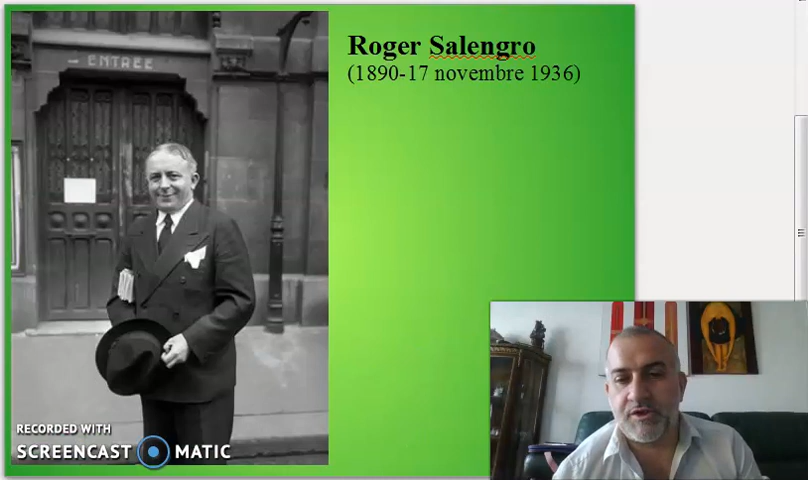 ENTREE
Roger Salengro
(1890-17 novembre 1936)
RECORDED WITH
SCREENCAST MATIC